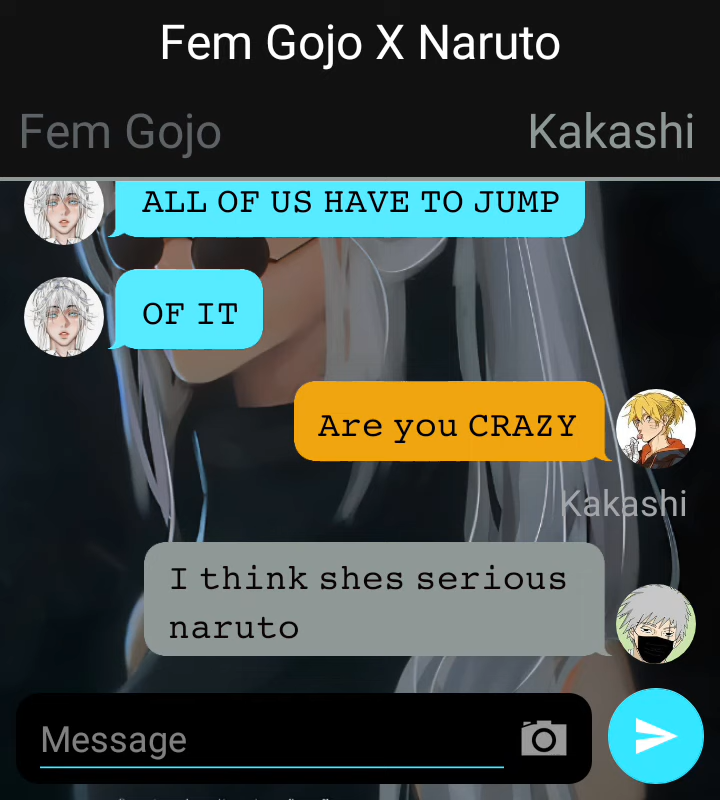 Fem Gojo X Naruto
Fem Gojo Kakashi
ALL OF US HAVE TO JUMP
OF IT
Are you CRAZY
Kakashi
I think shes serious
naruto
Message